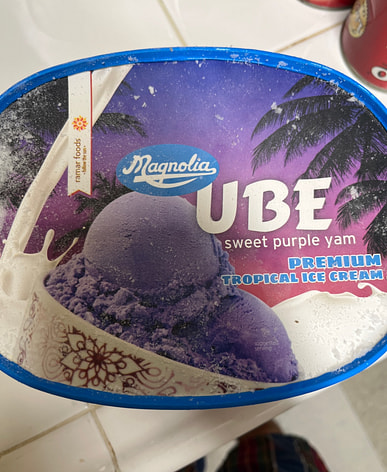 ramar foods
Magnolia
UBE
sweet purple yam
PREMIUM
TROPICAL ICE CREAM